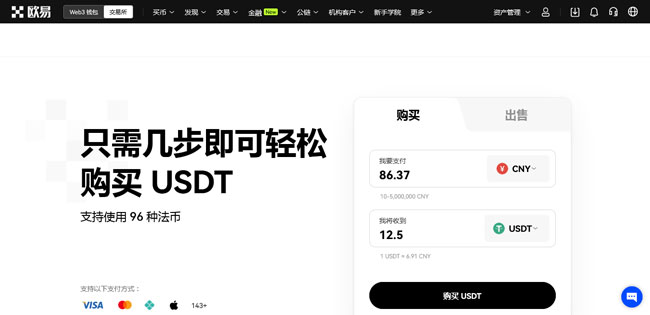 欧易 Web3 钱包 交易所 买币 发现 交易 金融 New 公链 机构客户 新手学院 更多 资产管理
只需几步即可轻松
购买 USDT
支持使用 96 种法币
支持以下支付方式：
VISA 143+
购买 出售
我要支付
86.37 ¥ CNY
10-5,000,000 CNY
我将收到
12.5 T USDT
1 USDT ≈ 6.91 CNY
购买 USDT